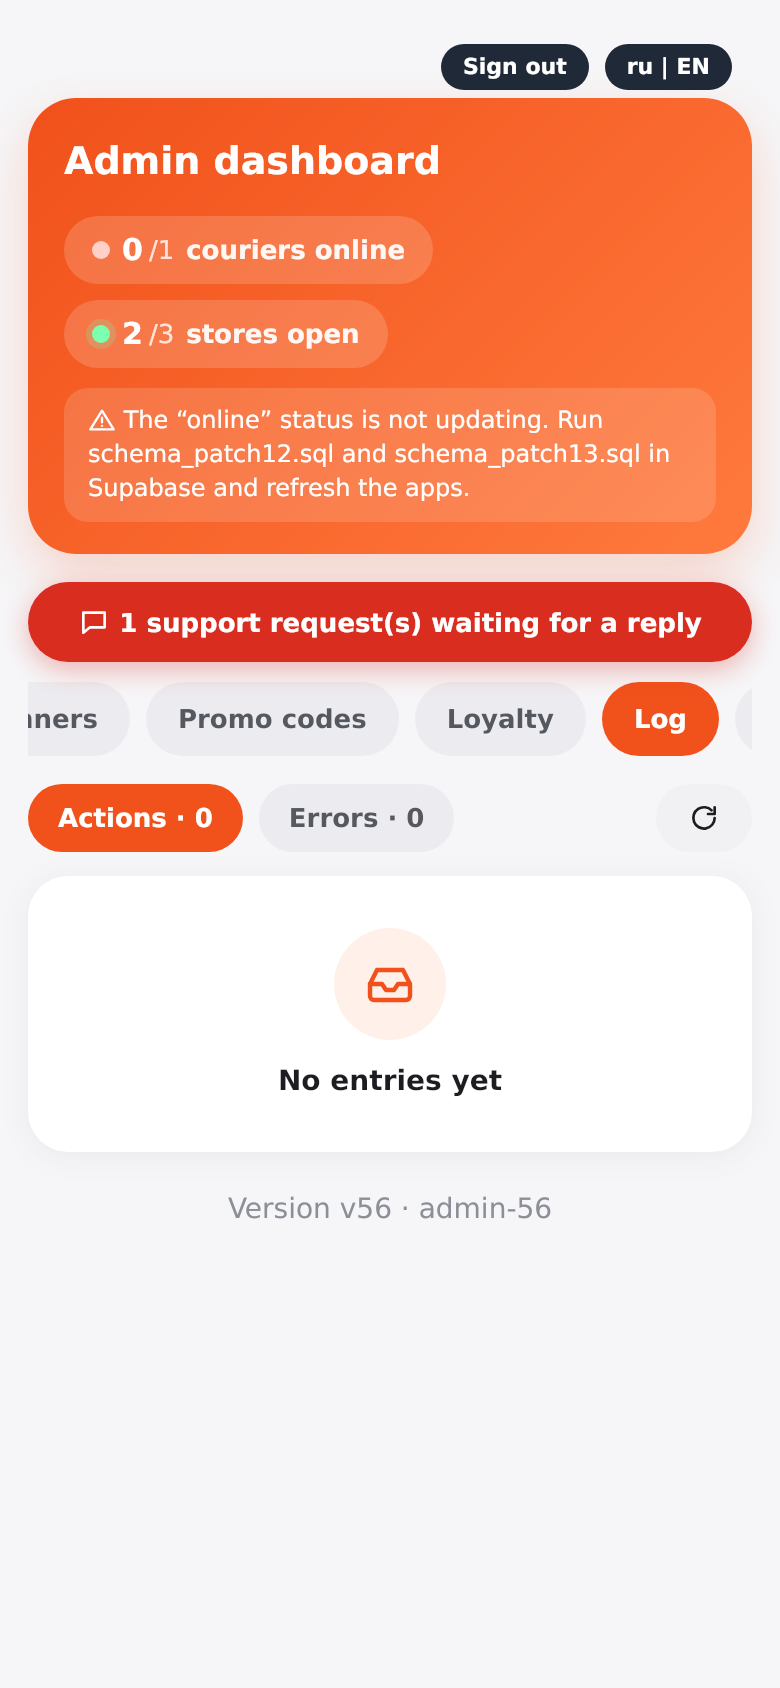 Sign out
ru | EN
Admin dashboard
0 /1 couriers online
2 /3 stores open
The “online” status is not updating. Run
schema_patch12.sql and schema_patch13.sql in
Supabase and refresh the apps.
1 support request(s) waiting for a reply
Promo codes
Loyalty
Log
Actions · 0
Errors · 0
No entries yet
Version v56 · admin-56